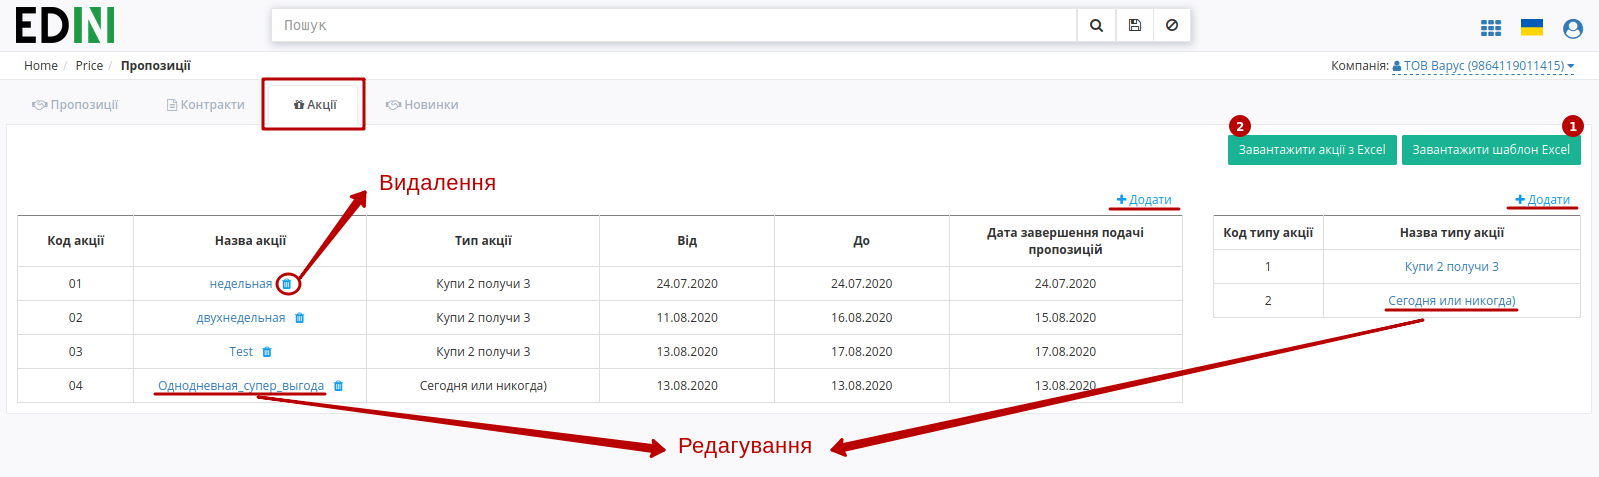 EDIN
Пошук
Home / Price / Пропозиції
Компанія: ТОВ Варус (9864119011415)
Пропозиції Контракти Акції Новинки
2 1
Завантажити акції з Excel Завантажити шаблон Excel
Видалення
Додати Додати
Код акції Назва акції Тип акції Від До Дата завершення подачі пропозицій
01 недельная Купи 2 получи 3 24.07.2020 24.07.2020 24.07.2020
02 двухнедельная Купи 2 получи 3 11.08.2020 16.08.2020 15.08.2020
03 Test Купи 2 получи 3 13.08.2020 17.08.2020 17.08.2020
04 Однодневная_супер_выгода Сегодня или никогда) 13.08.2020 13.08.2020 13.08.2020
Код типу акції Назва типу акції
1 Купи 2 получи 3
2 Сегодня или никогда)
Редагування